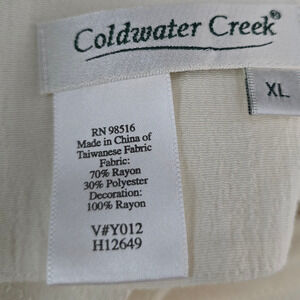 Coldwater Creek®
XL
RN 98516
Made in China of
Taiwanese Fabric
Fabric:
70% Rayon
30% Polyester
Decoration:
100% Rayon
V#Y012
H12649